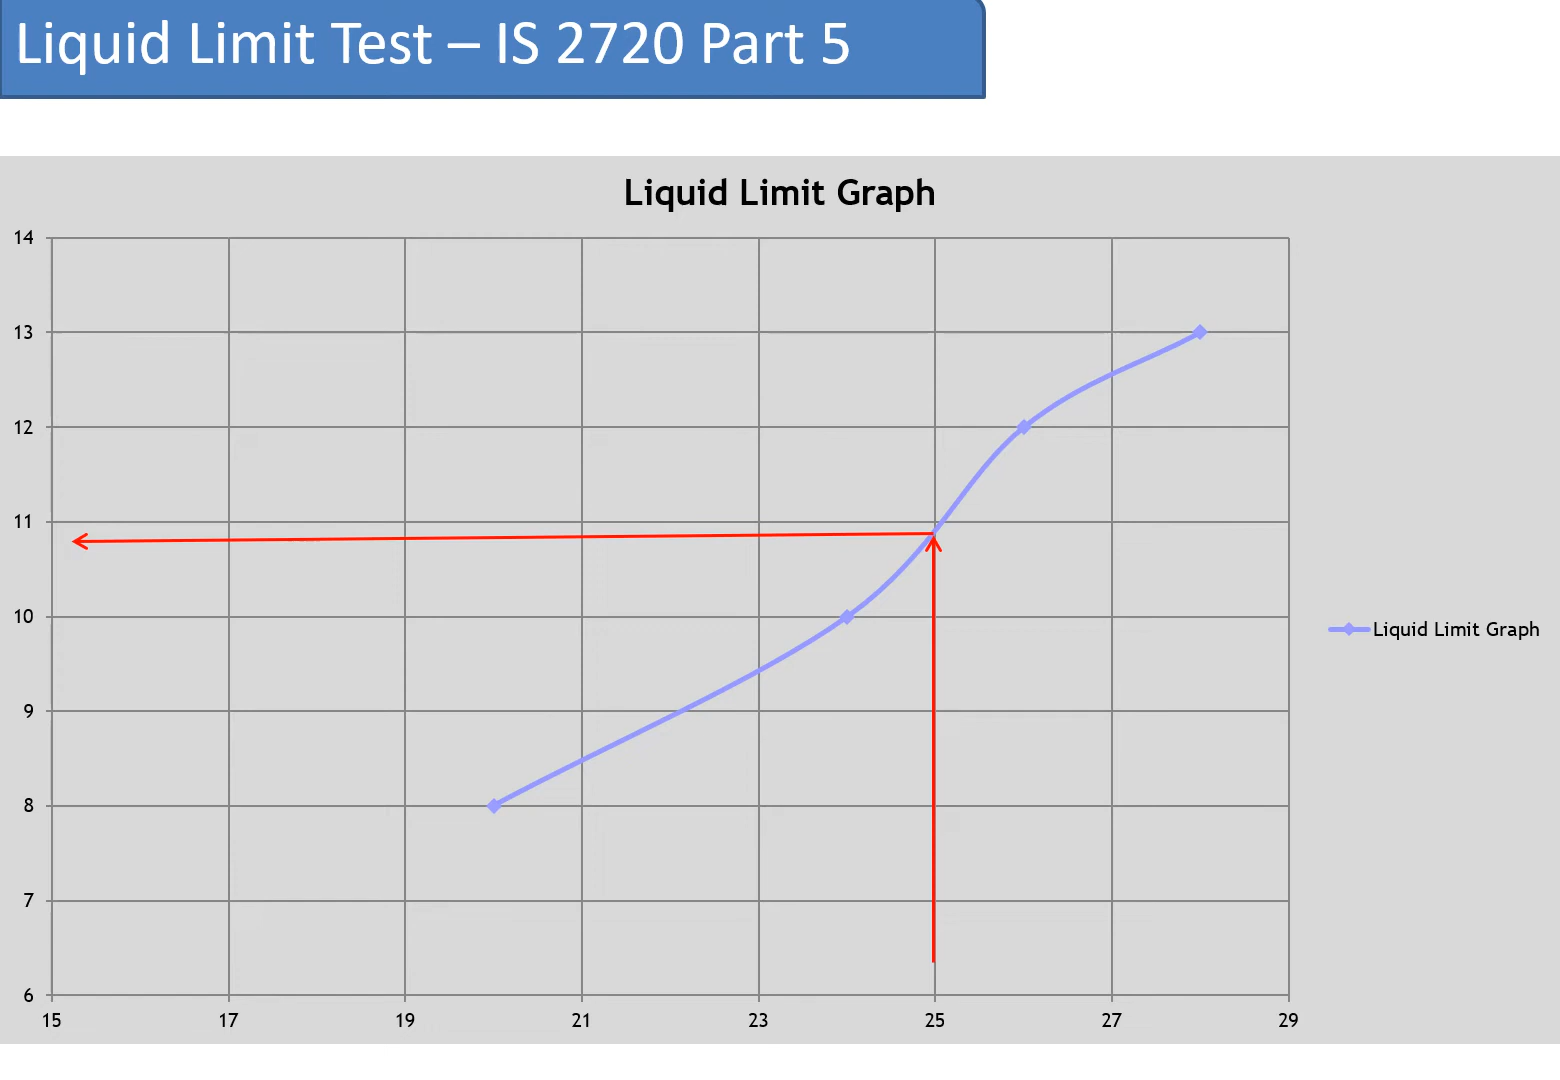 Liquid Limit Test – IS 2720 Part 5
Liquid Limit Graph
14
13
12
11
10
9
8
7
6
15 17 19 21 23 25 27 29
Liquid Limit Graph